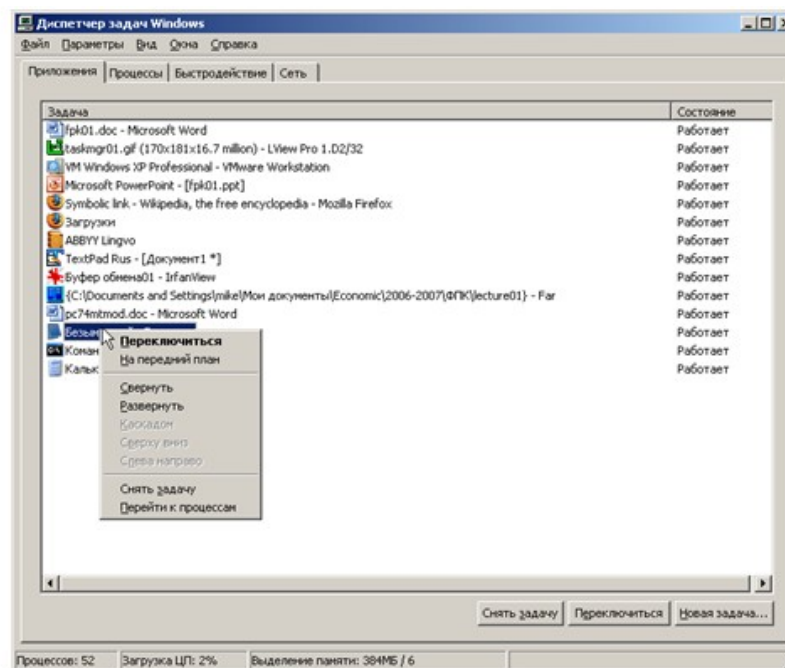 Диспетчер задач Windows
Файл Параметры Вид Окна Справка
Приложения Процессы Быстродействие Сеть
Задача Состояние
fpk01.doc - Microsoft Word Работает
taskmgr01.gif (170x181x16.7 million) - LView Pro 1.D2/32 Работает
VM Windows XP Professional - VMware Workstation Работает
Microsoft PowerPoint - [fpk01.ppt] Работает
Symbolic link - Wikipedia, the free encyclopedia - Mozilla Firefox Работает
Загрузки Работает
ABBYY Lingvo Работает
TextPad Rus - [Документ1 *] Работает
Буфер обмена01 - IrfanView Работает
{C:\Documents and Settings\mike\Мои документы\Economic\2006-2007\ФПК\lecture01} - Far Работает
pc74mtmod.doc - Microsoft Word Работает
Работает
Коман Работает
Кальк Работает
Переключиться
На передний план
Свернуть
Развернуть
Каскадом
Сверху вниз
Слева направо
Снять задачу
Перейти к процессам
Снять задачу Переключиться Новая задача...
Процессов: 52 Загрузка ЦП: 2% Выделение памяти: 384МБ / 6